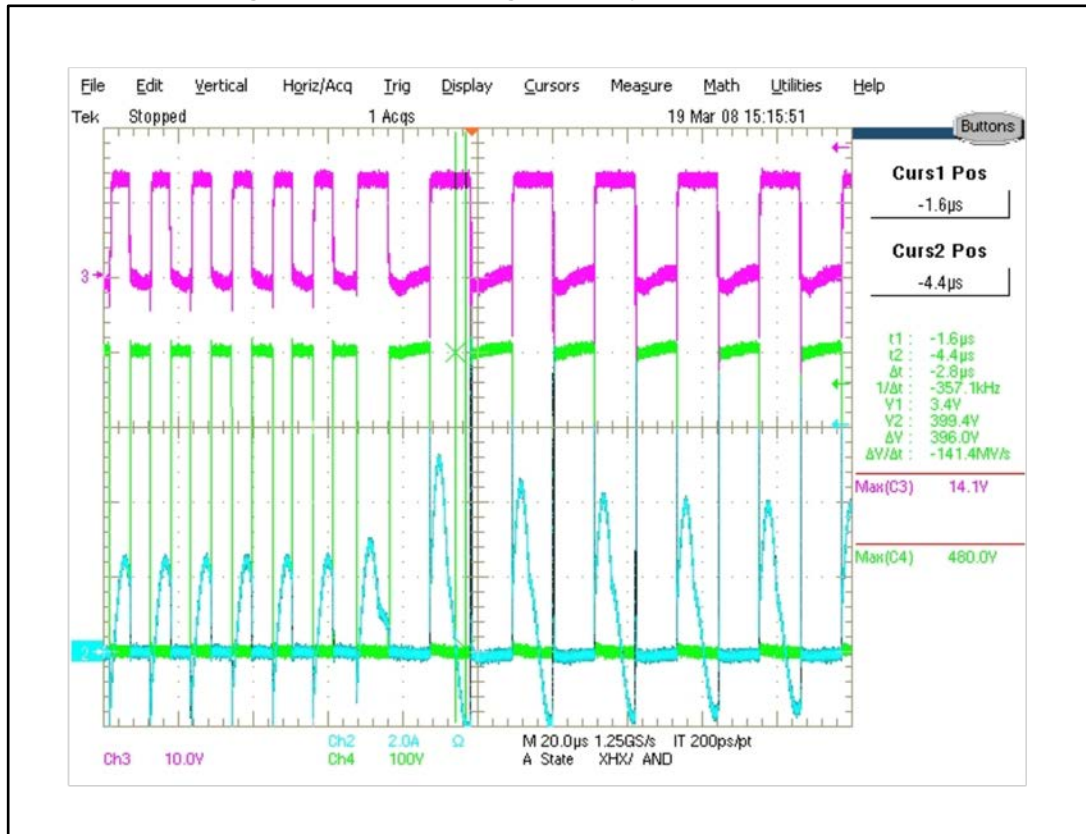 File Edit Vertical Horiz/Acq Trig Display Cursors Measure Math Utilities Help
Tek Stopped 1 Acqs 19 Mar 08 15:15:51
Buttons
Curs1 Pos
-1.6µs
Curs2 Pos
-4.4µs
3
t1 : -1.6µs
t2 : -4.4µs
Δt : -2.8µs
1/Δt : -357.1kHz
V1 : 3.4V
V2 : 399.4V
ΔV : 396.0V
ΔV/Δt : -141.4MV/s
Max(C3) 14.1V
Max(C4) 480.0V
2
Ch2 2.0A Ω M 20.0µs 1.25GS/s IT 200ps/pt
Ch3 10.0V Ch4 100V A State XHX/ AND